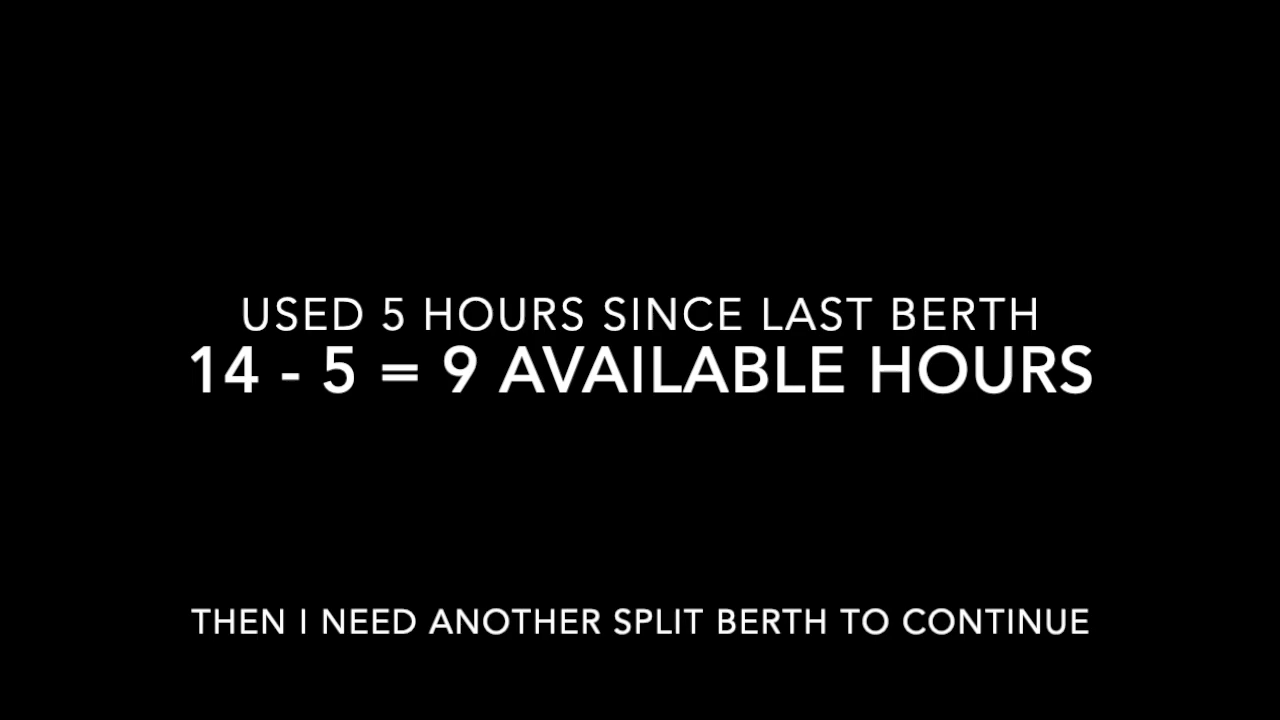 USED 5 HOURS SINCE LAST BERTH
14 - 5 = 9 AVAILABLE HOURS
THEN I NEED ANOTHER SPLIT BERTH TO CONTINUE